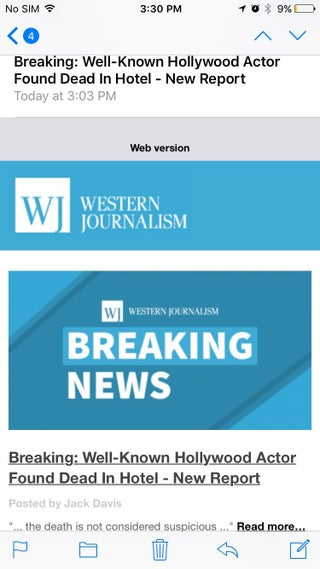 No SIM 3:30 PM 9%
4
Breaking: Well-Known Hollywood Actor
Found Dead In Hotel - New Report
Today at 3:03 PM
Web version
WJ WESTERN
JOURNALISM
WJ WESTERN JOURNALISM
BREAKING
NEWS
Breaking: Well-Known Hollywood Actor
Found Dead In Hotel - New Report
Posted by Jack Davis
"... the death is not considered suspicious ..." Read more...